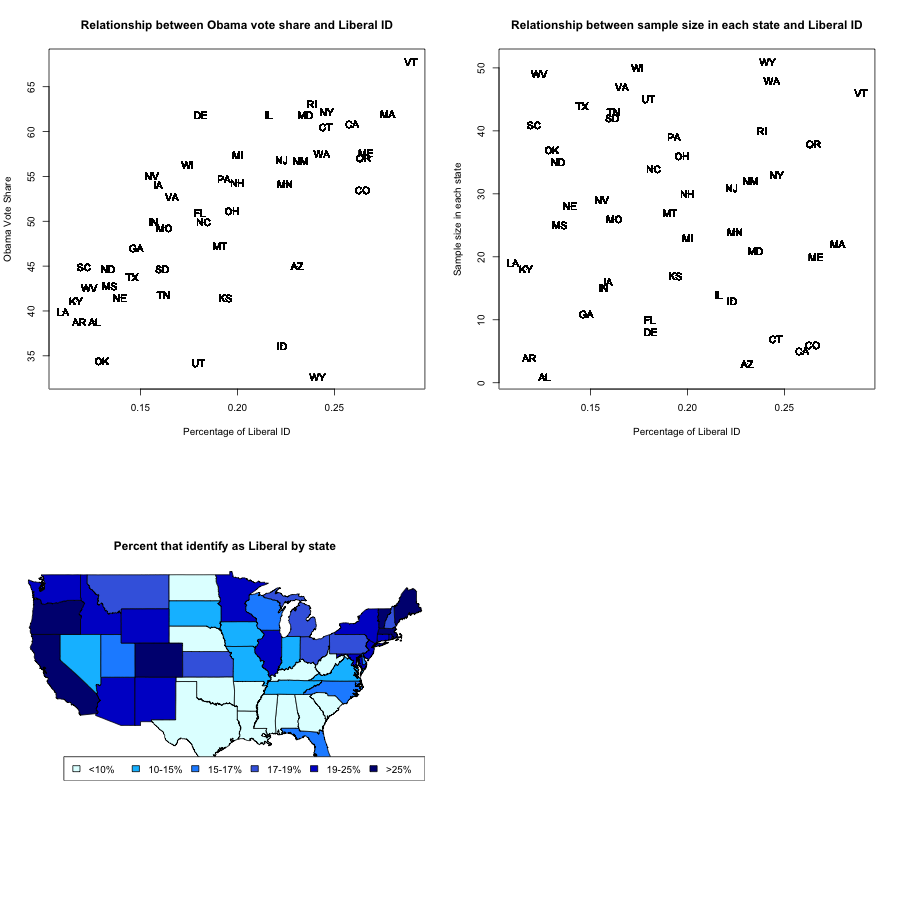 Relationship between Obama vote share and Liberal ID
Obama Vote Share
65
60
55
50
45
40
35
VT
RI
DE
IL
MD
NY
MA
CT
CA
MI
WA
ME
OR
WI
NJ
NM
NV
IA
PA
NH
MN
CO
VA
FL
OH
IN
MO
NC
GA
MT
SC
ND
SD
AZ
TX
WV
MS
NE
TN
KS
KY
LA
AR
AL
ID
OK
UT
WY
0.15
0.20
0.25
Percentage of Liberal ID
Relationship between sample size in each state and Liberal ID
Sample size in each state
50
40
30
20
10
0
WY
WI
WV
WA
VA
VT
UT
TX
TN
SD
SC
RI
PA
OR
OK
OH
ND
NC
NY
NM
NJ
NH
NV
NE
MT
MO
MS
MN
MI
MA
MD
ME
LA
KY
KS
IA
IN
IL
ID
GA
FL
DE
CT
CO
CA
AR
AZ
AL
0.15
0.20
0.25
Percentage of Liberal ID
Percent that identify as Liberal by state
<10% 10-15% 15-17% 17-19% 19-25% >25%